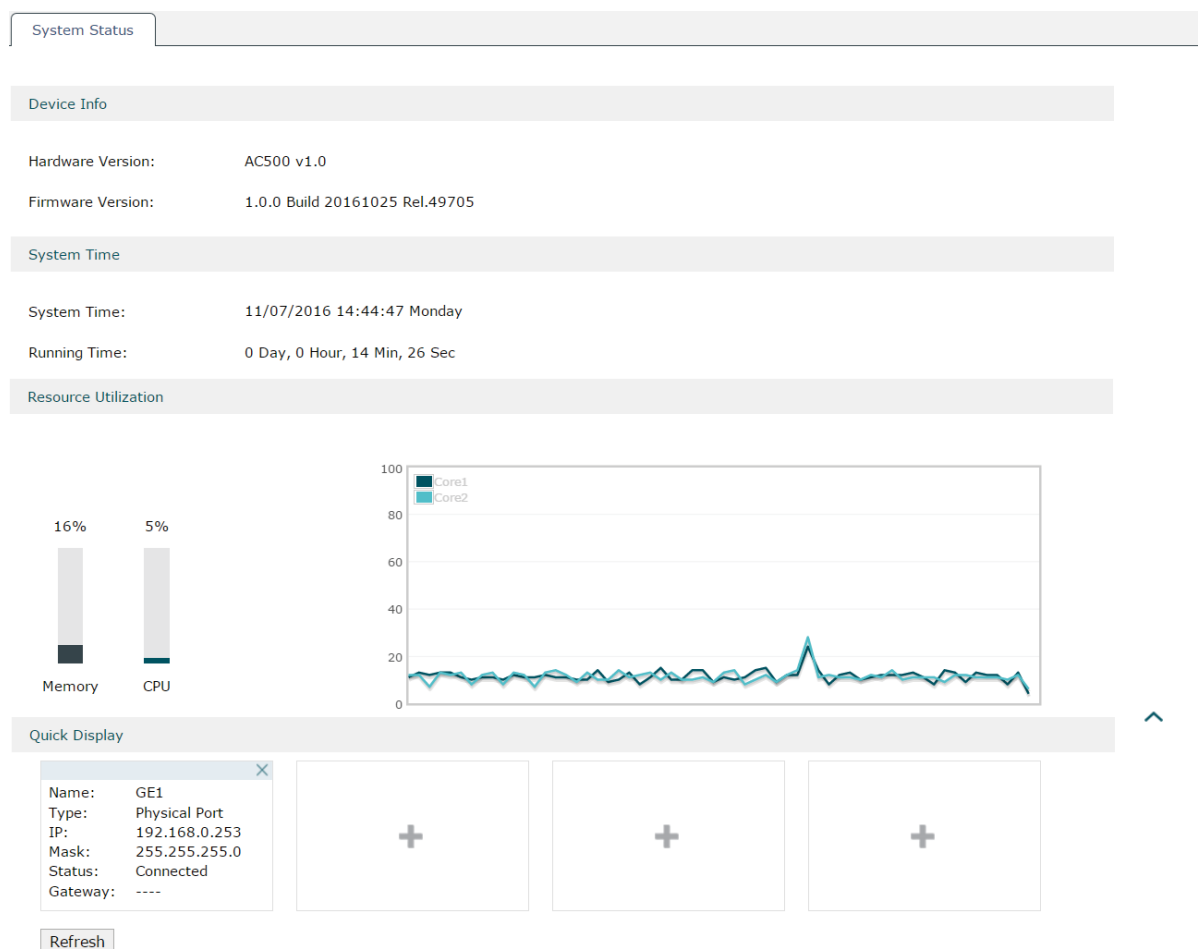 System Status
Device Info
Hardware Version: AC500 v1.0
Firmware Version: 1.0.0 Build 20161025 Rel.49705
System Time
System Time: 11/07/2016 14:44:47 Monday
Running Time: 0 Day, 0 Hour, 14 Min, 26 Sec
Resource Utilization
16% 5%
Memory CPU
100
80
60
40
20
0
Core1
Core2
Quick Display
Name: GE1
Type: Physical Port
IP: 192.168.0.253
Mask: 255.255.255.0
Status: Connected
Gateway: ----
Refresh